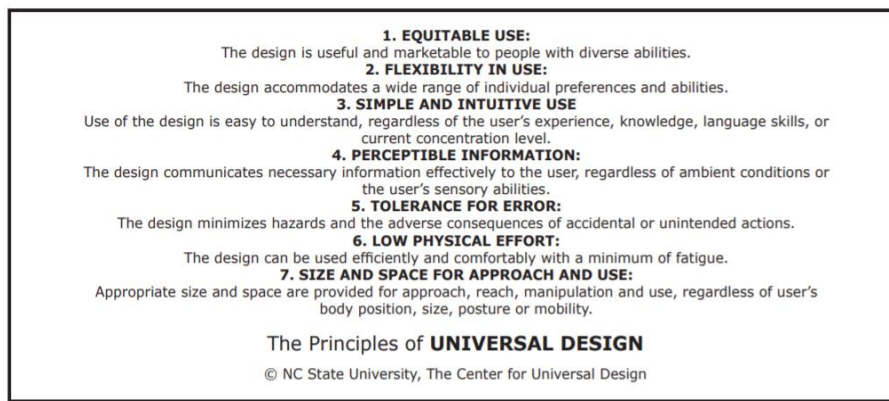 1. EQUITABLE USE:
The design is useful and marketable to people with diverse abilities.
2. FLEXIBILITY IN USE:
The design accommodates a wide range of individual preferences and abilities.
3. SIMPLE AND INTUITIVE USE
Use of the design is easy to understand, regardless of the user’s experience, knowledge, language skills, or
current concentration level.
4. PERCEPTIBLE INFORMATION:
The design communicates necessary information effectively to the user, regardless of ambient conditions or
the user’s sensory abilities.
5. TOLERANCE FOR ERROR:
The design minimizes hazards and the adverse consequences of accidental or unintended actions.
6. LOW PHYSICAL EFFORT:
The design can be used efficiently and comfortably with a minimum of fatigue.
7. SIZE AND SPACE FOR APPROACH AND USE:
Appropriate size and space are provided for approach, reach, manipulation and use, regardless of user’s
body position, size, posture or mobility.
The Principles of UNIVERSAL DESIGN
© NC State University, The Center for Universal Design